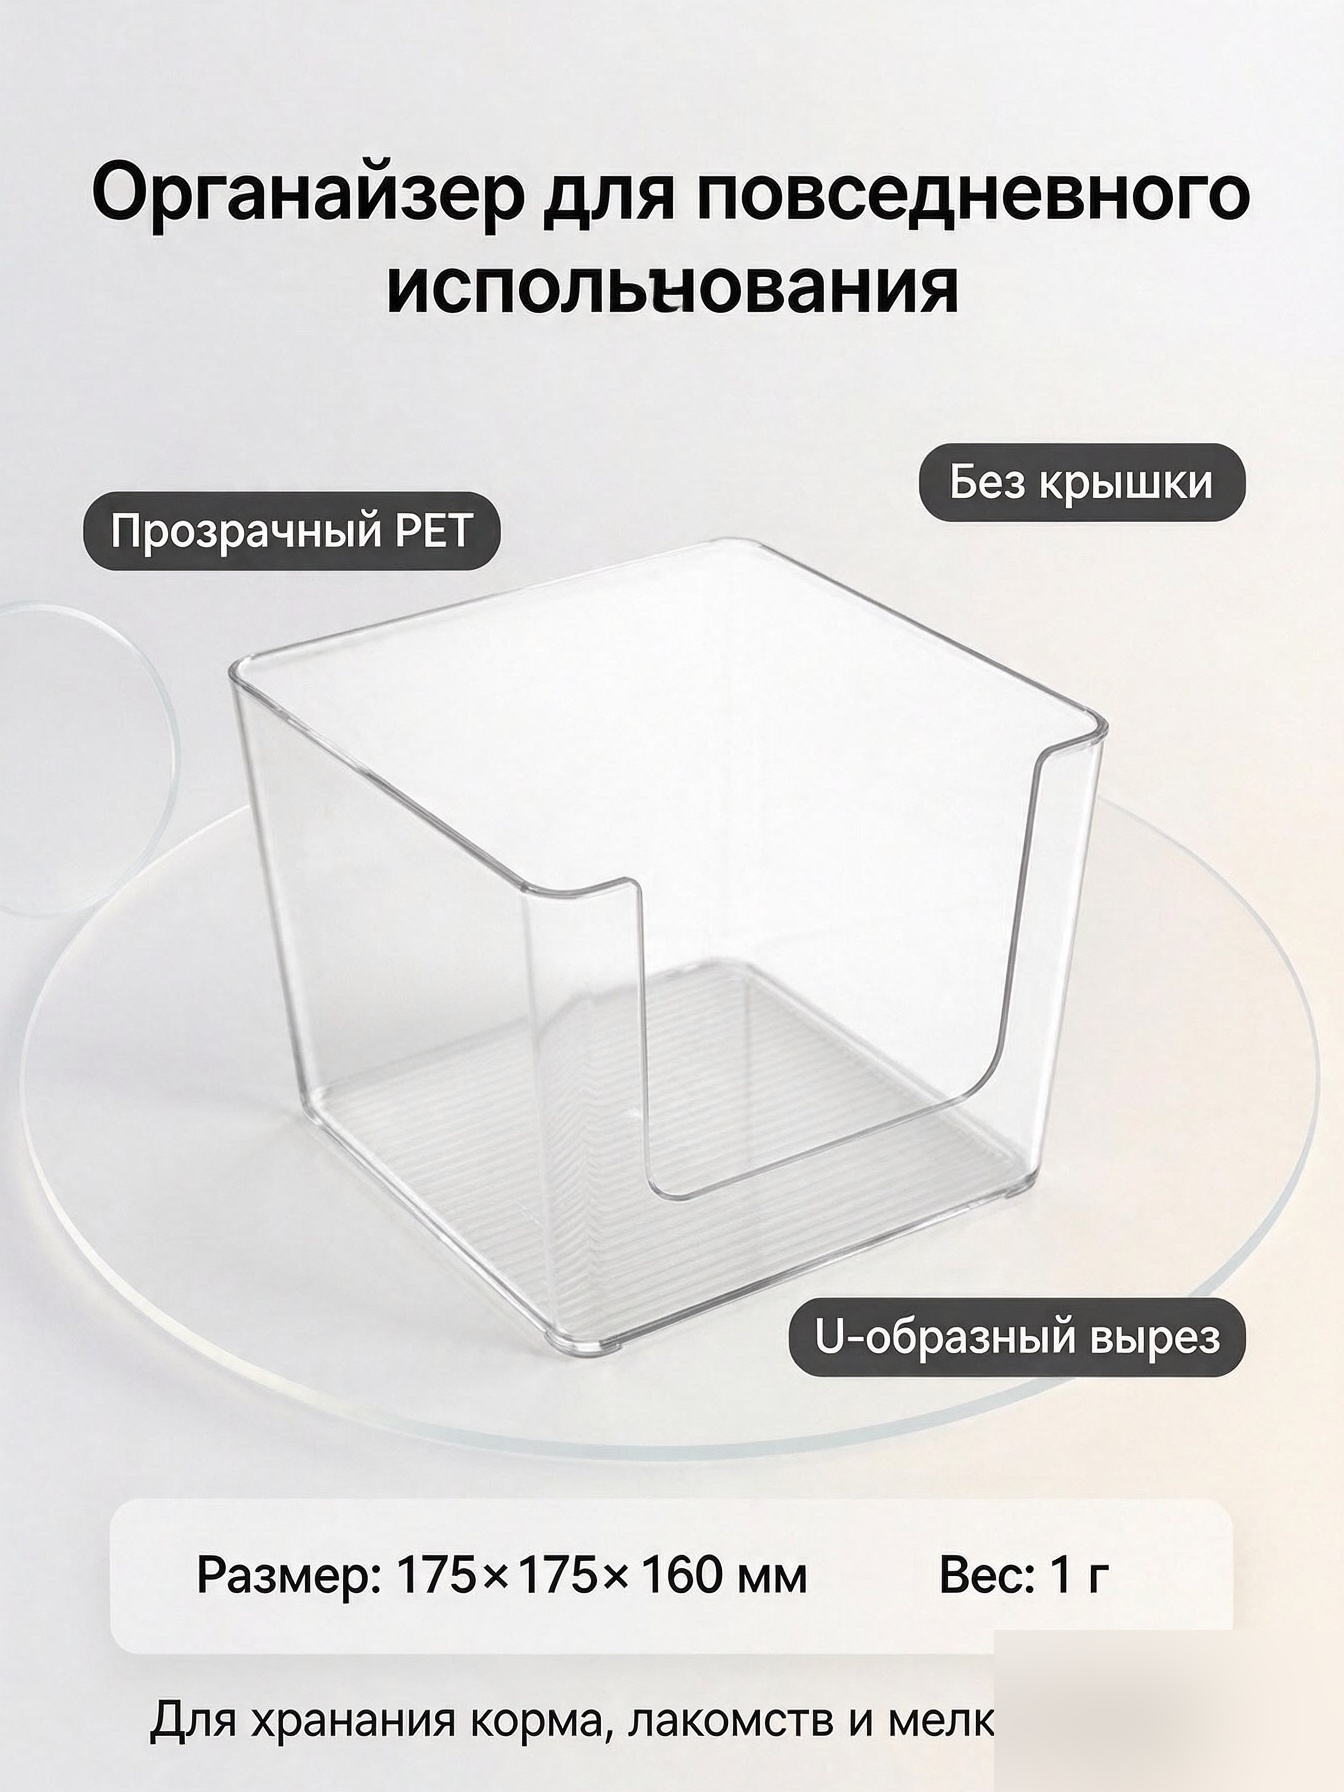 Органайзер для повседневного
испольнования
Без крышки
Прозрачный PET
U-образный вырез
Размер: 175×175×160 мм Вес: 1 г
Для хранания корма, лакомств и мелк